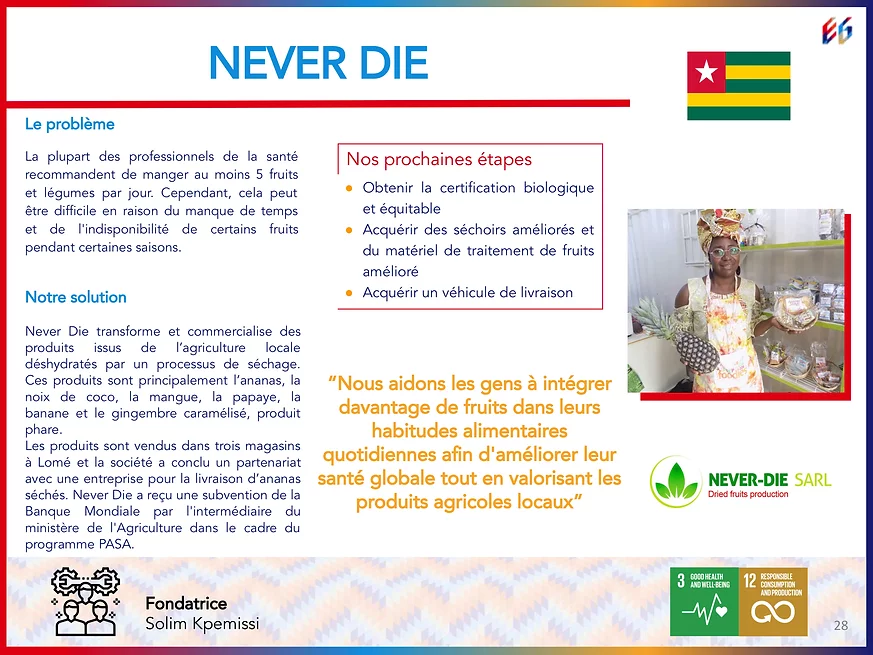 E6
NEVER DIE
Le problème
La plupart des professionnels de la santé
recommandent de manger au moins 5 fruits
et légumes par jour. Cependant, cela peut
être difficile en raison du manque de temps
et de l'indisponibilité de certains fruits
pendant certaines saisons.
Notre solution
Never Die transforme et commercialise des
produits issus de l’agriculture locale
déshydratés par un processus de séchage.
Ces produits sont principalement l’ananas, la
noix de coco, la mangue, la papaye, la
banane et le gingembre caramélisé, produit
phare.
Les produits sont vendus dans trois magasins
à Lomé et la société a conclu un partenariat
avec une entreprise pour la livraison d’ananas
séchés. Never Die a reçu une subvention de la
Banque Mondiale par l'intermédiaire du
ministère de l'Agriculture dans le cadre du
programme PASA.
Nos prochaines étapes
Obtenir la certification biologique
et équitable
Acquérir des séchoirs améliorés et
du matériel de traitement de fruits
amélioré
Acquérir un véhicule de livraison
“Nous aidons les gens à intégrer
davantage de fruits dans leurs
habitudes alimentaires
quotidiennes afin d'améliorer leur
santé globale tout en valorisant les
produits agricoles locaux”
NEVER-DIE SARL
Dried fruits production
Fondatrice
Solim Kpemissi
3 GOOD HEALTH
AND WELL-BEING
12 RESPONSIBLE
CONSUMPTION
AND PRODUCTION
28